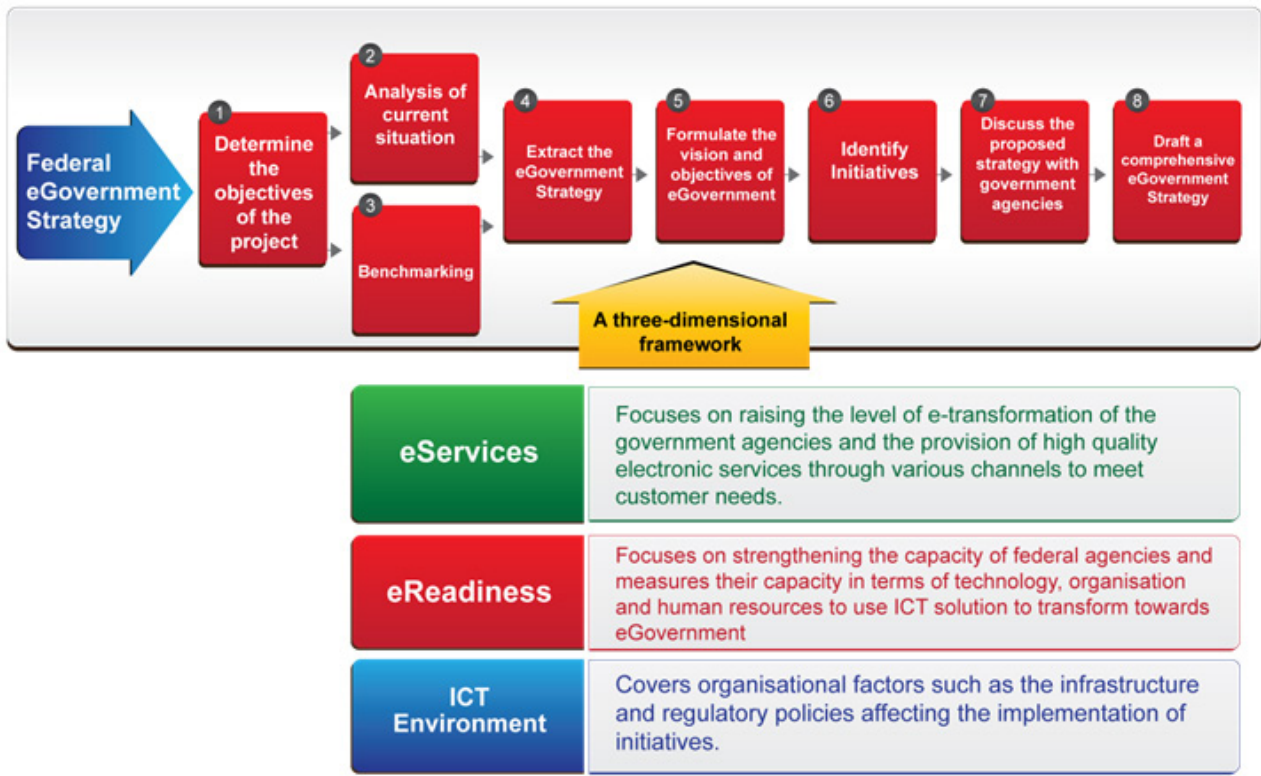 Federal
eGovernment
Strategy
1
Determine
the
objectives
of the
project
2
Analysis of
current
situation
3
Benchmarking
4
Extract the
eGovernment
Strategy
5
Formulate the
vision and
objectives of
eGovernment
6
Identify
Initiatives
7
Discuss the
proposed
strategy with
government
agencies
8
Draft a
comprehensive
eGovernment
Strategy
A three-dimensional
framework
eServices
Focuses on raising the level of e-transformation of the
government agencies and the provision of high quality
electronic services through various channels to meet
customer needs.
eReadiness
Focuses on strengthening the capacity of federal agencies and
measures their capacity in terms of technology, organisation
and human resources to use ICT solution to transform towards
eGovernment
ICT
Environment
Covers organisational factors such as the infrastructure
and regulatory policies affecting the implementation of
initiatives.